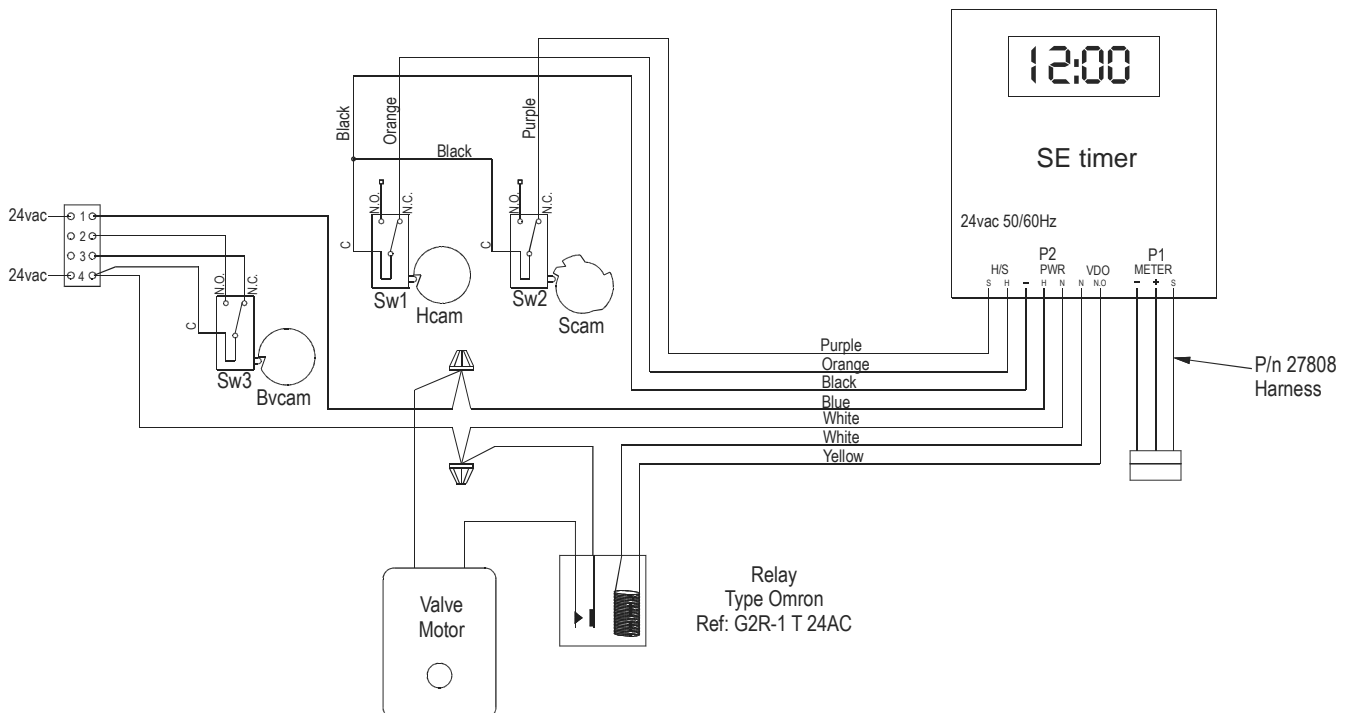 12:00
SE timer
24vac 50/60Hz
P2
P1
H/S
PWR
VDO
METER
S
H
–
H
N
N
N.O
–
+
S
Black
Orange
Purple
Black
N.O.
N.C.
C
Sw1
Hcam
N.O.
N.C.
C
Sw2
Scam
24vac
1
2
3
24vac
4
N.O.
N.C.
C
Sw3
Bvcam
Purple
Orange
Black
Blue
White
White
Yellow
P/n 27808
Harness
Valve
Motor
Relay
Type Omron
Ref: G2R-1 T 24AC